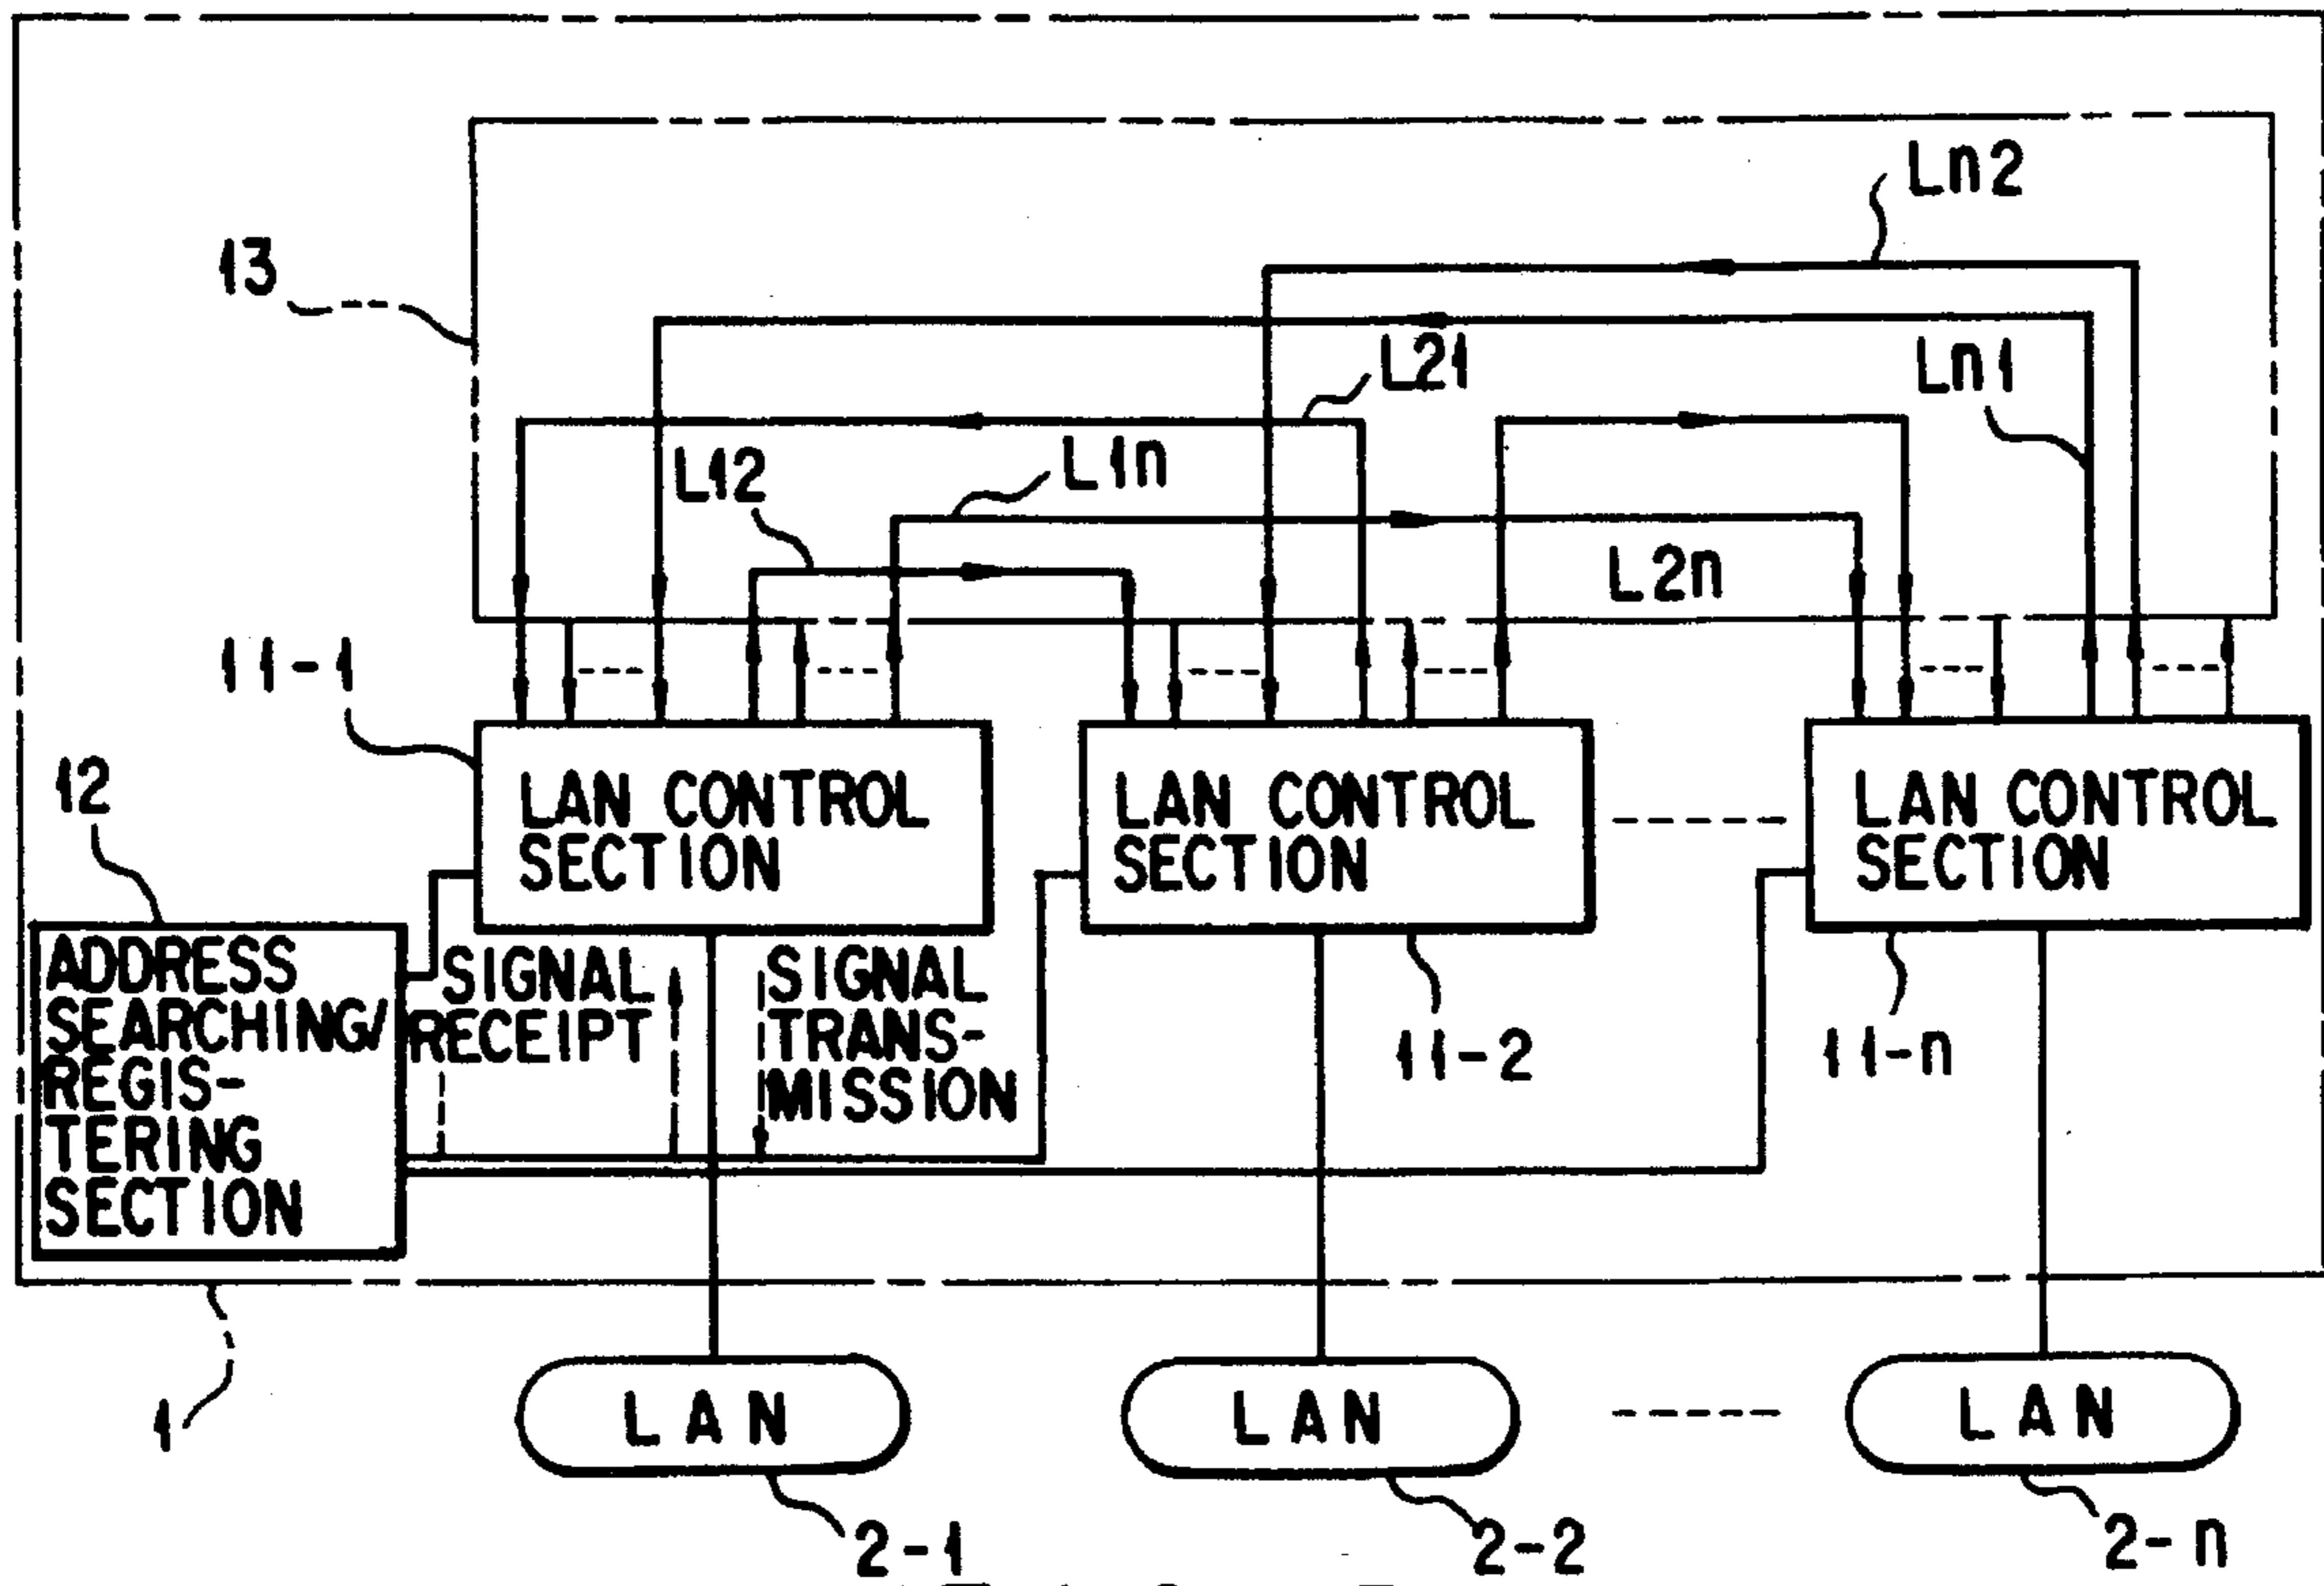 Ln2
13
L21
Ln1
L12
L1n
L2n
11-1
12
LAN CONTROL
SECTION
LAN CONTROL
SECTION
LAN CONTROL
SECTION
ADDRESS
SEARCHING/
REGIS-
TERING
SECTION
SIGNAL
RECEIPT
SIGNAL
TRANS-
MISSION
11-2
11-n
1
LAN
LAN
LAN
2-1
2-2
2-n